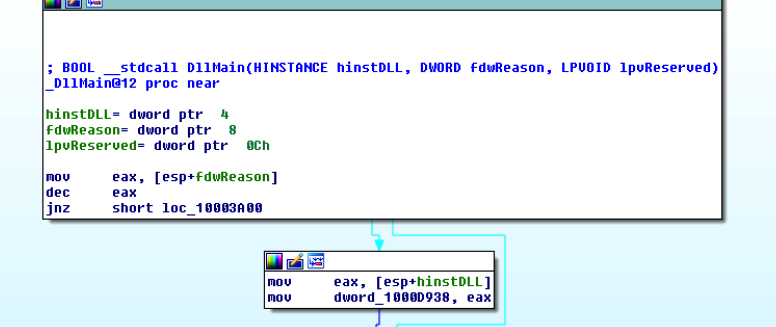 ; BOOL __stdcall DllMain(HINSTANCE hinstDLL, DWORD fdwReason, LPVOID lpvReserved)
_DllMain@12 proc near
hinstDLL= dword ptr  4
fdwReason= dword ptr  8
lpvReserved= dword ptr  0Ch
mov     eax, [esp+fdwReason]
dec     eax
jnz     short loc_10003A00
mov     eax, [esp+hinstDLL]
mov     dword_1000D938, eax